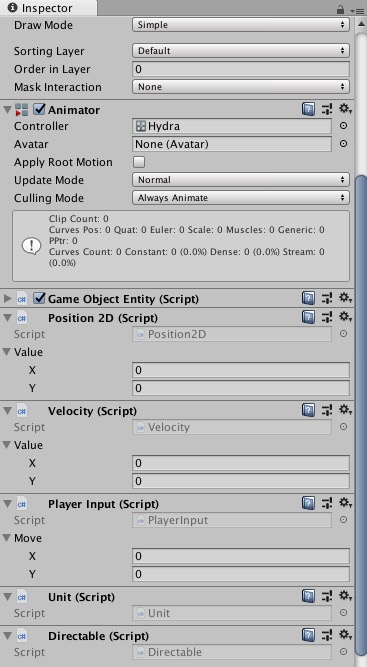 Inspector
Draw Mode Simple
Sorting Layer Default
Order in Layer 0
Mask Interaction None
Animator
Controller Hydra
Avatar None (Avatar)
Apply Root Motion
Update Mode Normal
Culling Mode Always Animate
Clip Count: 0
Curves Pos: 0 Quat: 0 Euler: 0 Scale: 0 Muscles: 0 Generic: 0
PPtr: 0
Curves Count: 0 Constant: 0 (0.0%) Dense: 0 (0.0%) Stream: 0
(0.0%)
Game Object Entity (Script)
Position 2D (Script)
Script Position2D
Value
X 0
Y 0
Velocity (Script)
Script Velocity
Value
X 0
Y 0
Player Input (Script)
Script PlayerInput
Move
X 0
Y 0
Unit (Script)
Script Unit
Directable (Script)
Script Directable